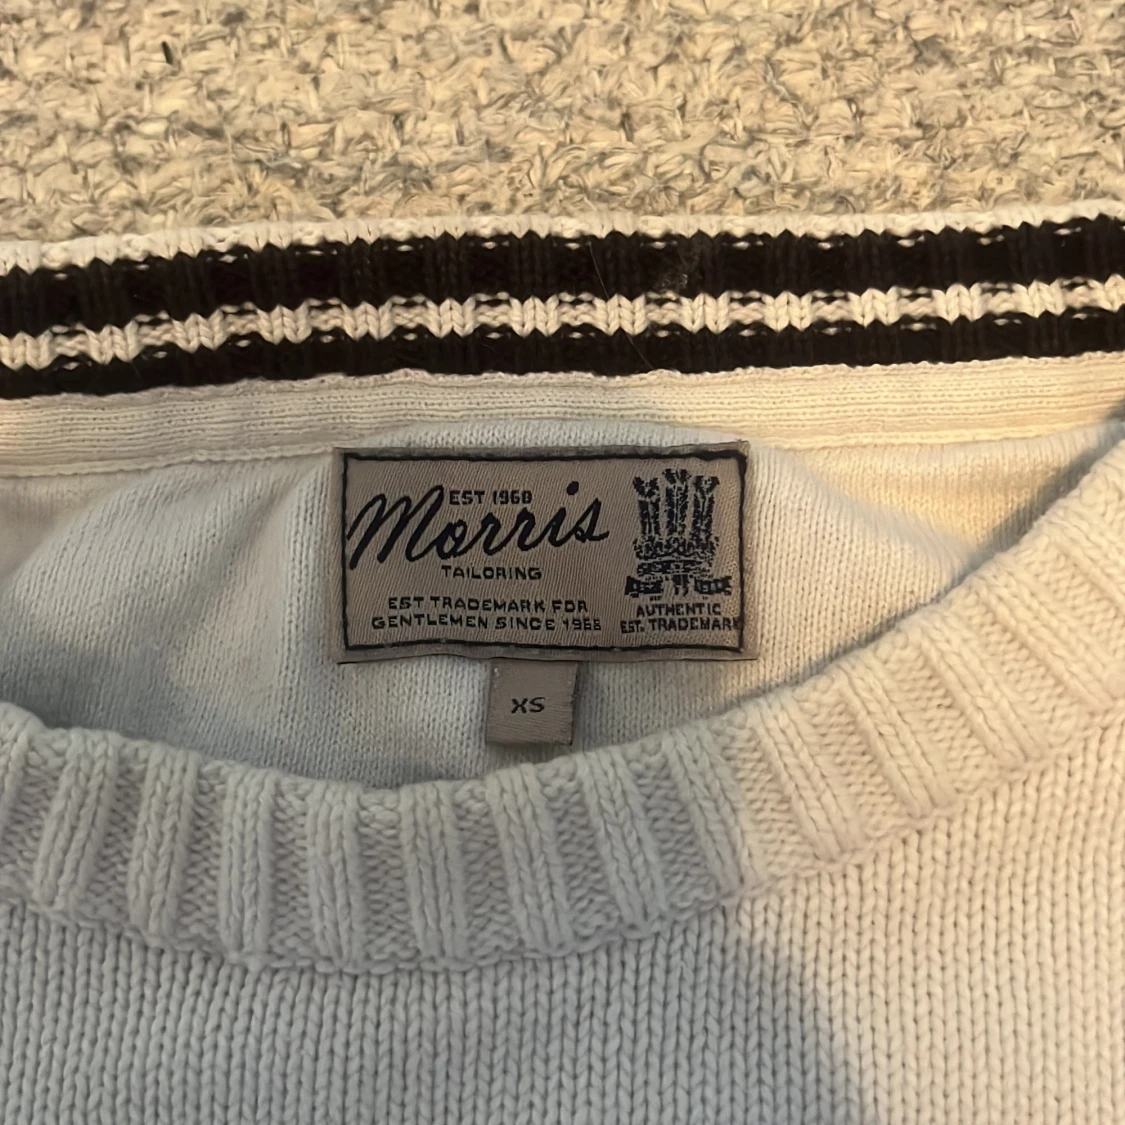 EST 1968
Morris
TAILORING
EST TRADEMARK FOR
GENTLEMEN SINCE 1968
AUTHENTIC
EST. TRADEMARK
XS